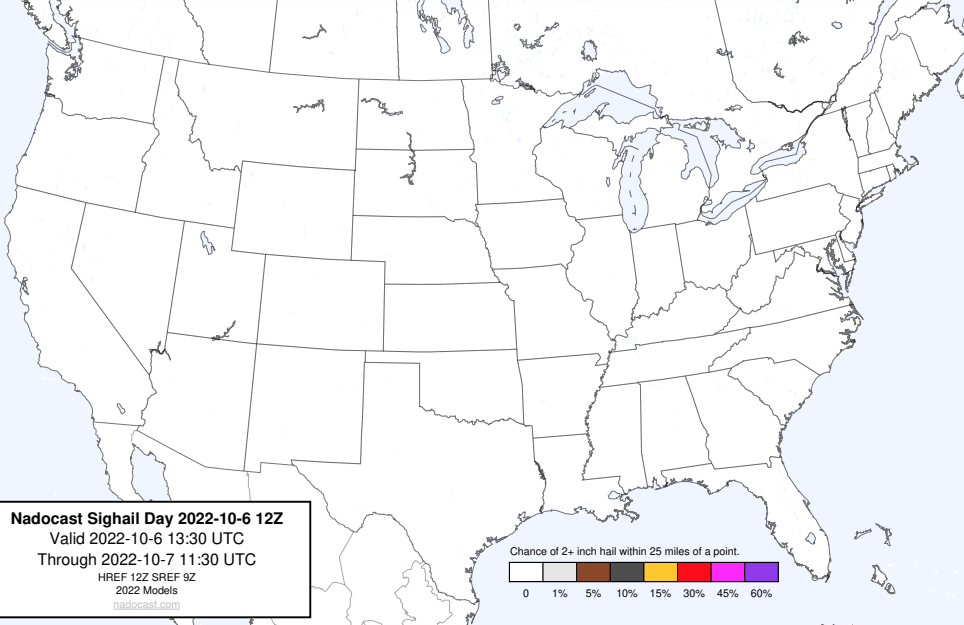 Nadocast Sighail Day 2022-10-6 12Z
Valid 2022-10-6 13:30 UTC
Through 2022-10-7 11:30 UTC
HREF 12Z SREF 9Z
2022 Models
nadocast.com
Chance of 2+ inch hail within 25 miles of a point.
0 1% 5% 10% 15% 30% 45% 60%